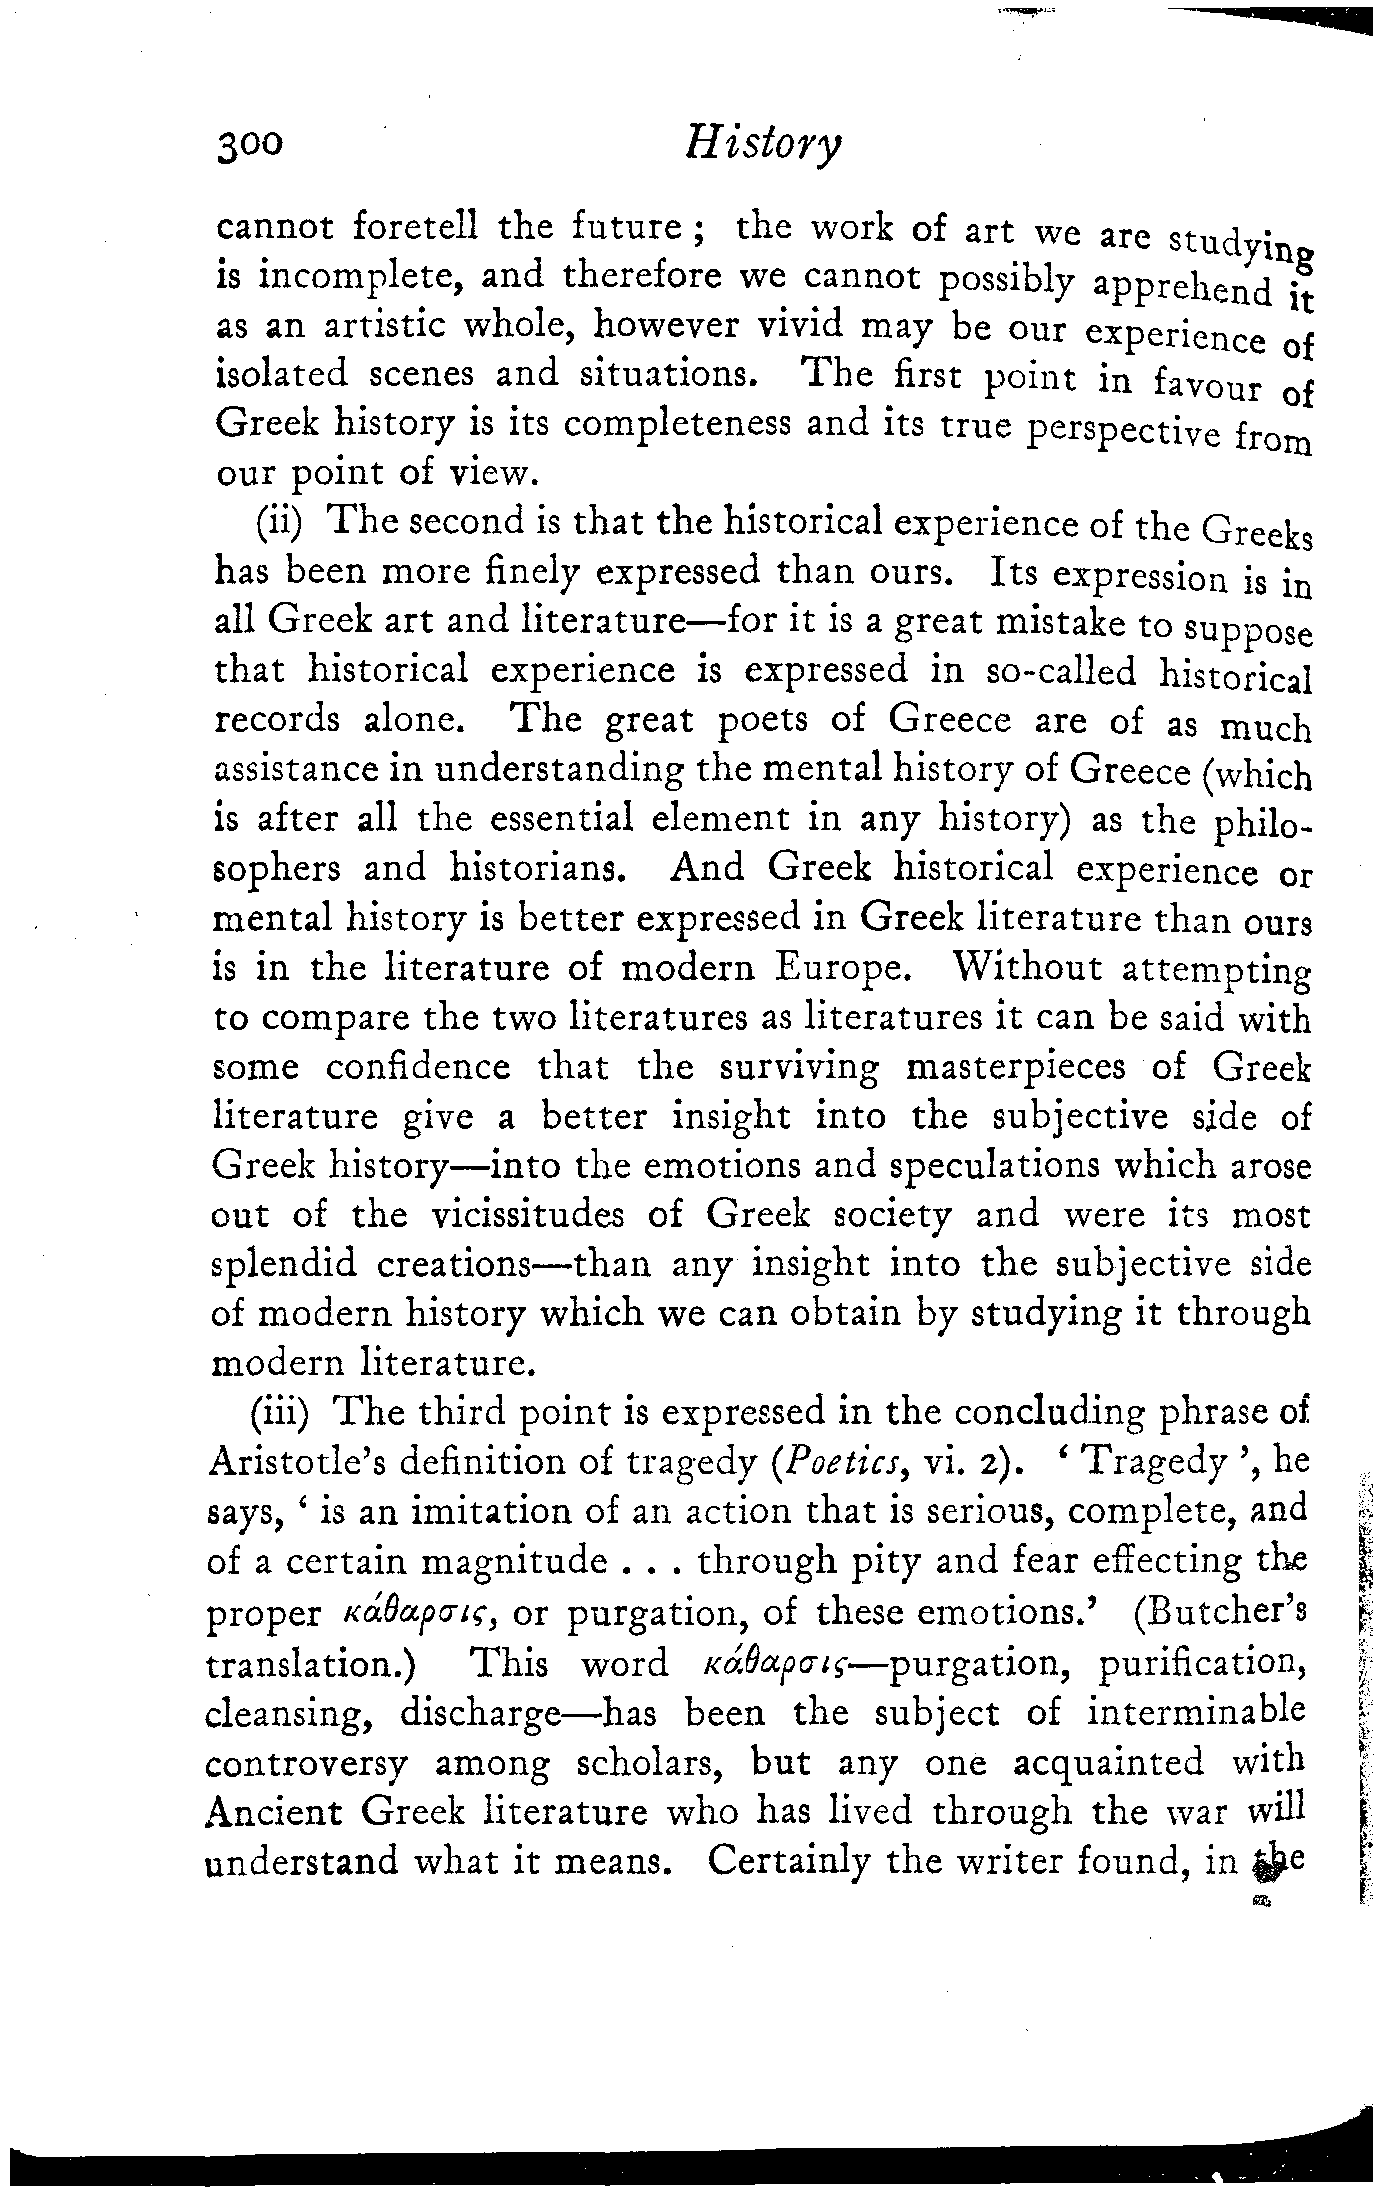 300 History
cannot foretell the future ; the work of art we are studying
is incomplete, and therefore we cannot possibly apprehend it
as an artistic whole, however vivid may be our experience of
isolated scenes and situations. The first point in favour of
Greek history is its completeness and its true perspective from
our point of view.
(ii) The second is that the historical experience of the Greeks
has been more finely expressed than ours. Its expression is in
all Greek art and literature—for it is a great mistake to suppose
that historical experience is expressed in so-called historical
records alone. The great poets of Greece are of as much
assistance in understanding the mental history of Greece (which
is after all the essential element in any history) as the philo-
sophers and historians. And Greek historical experience or
mental history is better expressed in Greek literature than ours
is in the literature of modern Europe. Without attempting
to compare the two literatures as literatures it can be said with
some confidence that the surviving masterpieces of Greek
literature give a better insight into the subjective side of
Greek history—into the emotions and speculations which arose
out of the vicissitudes of Greek society and were its most
splendid creations—than any insight into the subjective side
of modern history which we can obtain by studying it through
modern literature.
(iii) The third point is expressed in the concluding phrase of
Aristotle's definition of tragedy (Poetics, vi. 2). ‘ Tragedy ’, he
says, ‘ is an imitation of an action that is serious, complete, and
of a certain magnitude . . . through pity and fear effecting the
proper κάθαρσις, or purgation, of these emotions.’ (Butcher's
translation.) This word κάθαρσις—purgation, purification,
cleansing, discharge—has been the subject of interminable
controversy among scholars, but any one acquainted with
Ancient Greek literature who has lived through the war will
understand what it means. Certainly the writer found, in the